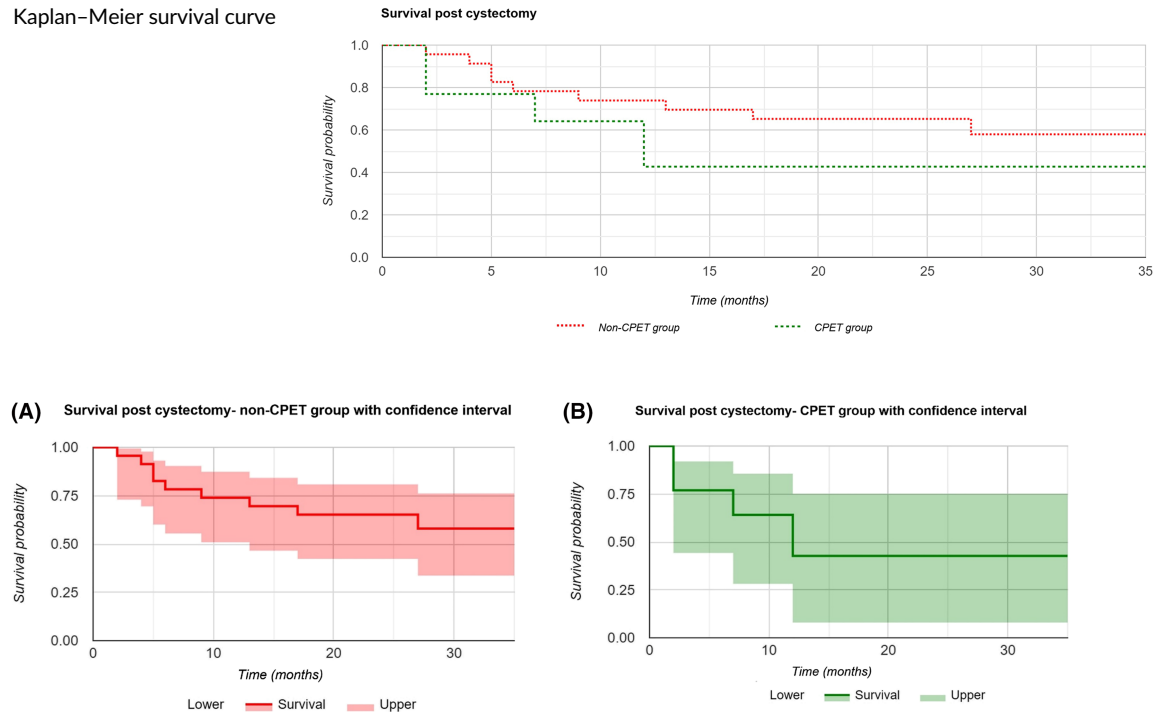 Kaplan–Meier survival curve
Survival post cystectomy
Survival probability
1.0
0.8
0.6
0.4
0.2
0.0
0 5 10 15 20 25 30 35
Time (months)
Non-CPET group CPET group
(A) Survival post cystectomy- non-CPET group with confidence interval
Survival probability
1.00
0.75
0.50
0.25
0.00
0 10 20 30
Time (months)
Lower Survival Upper
(B) Survival post cystectomy- CPET group with confidence interval
Survival probability
1.00
0.75
0.50
0.25
0.00
0 10 20 30
Time (months)
Lower Survival Upper